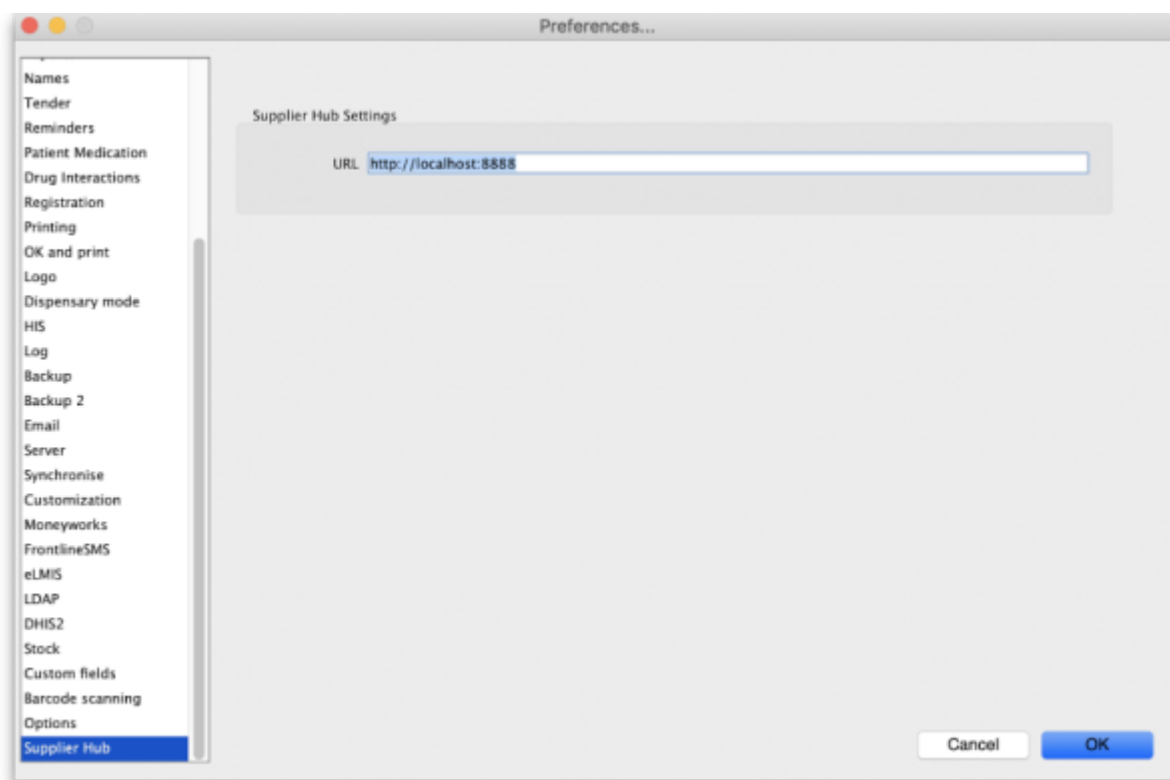 Preferences...
Names
Tender
Reminders
Patient Medication
Drug Interactions
Registration
Printing
OK and print
Logo
Dispensary mode
HIS
Log
Backup
Backup 2
Email
Server
Synchronise
Customization
Moneyworks
FrontlineSMS
eLMIS
LDAP
DHIS2
Stock
Custom fields
Barcode scanning
Options
Supplier Hub
Supplier Hub Settings
URL http://localhost:8888
Cancel OK